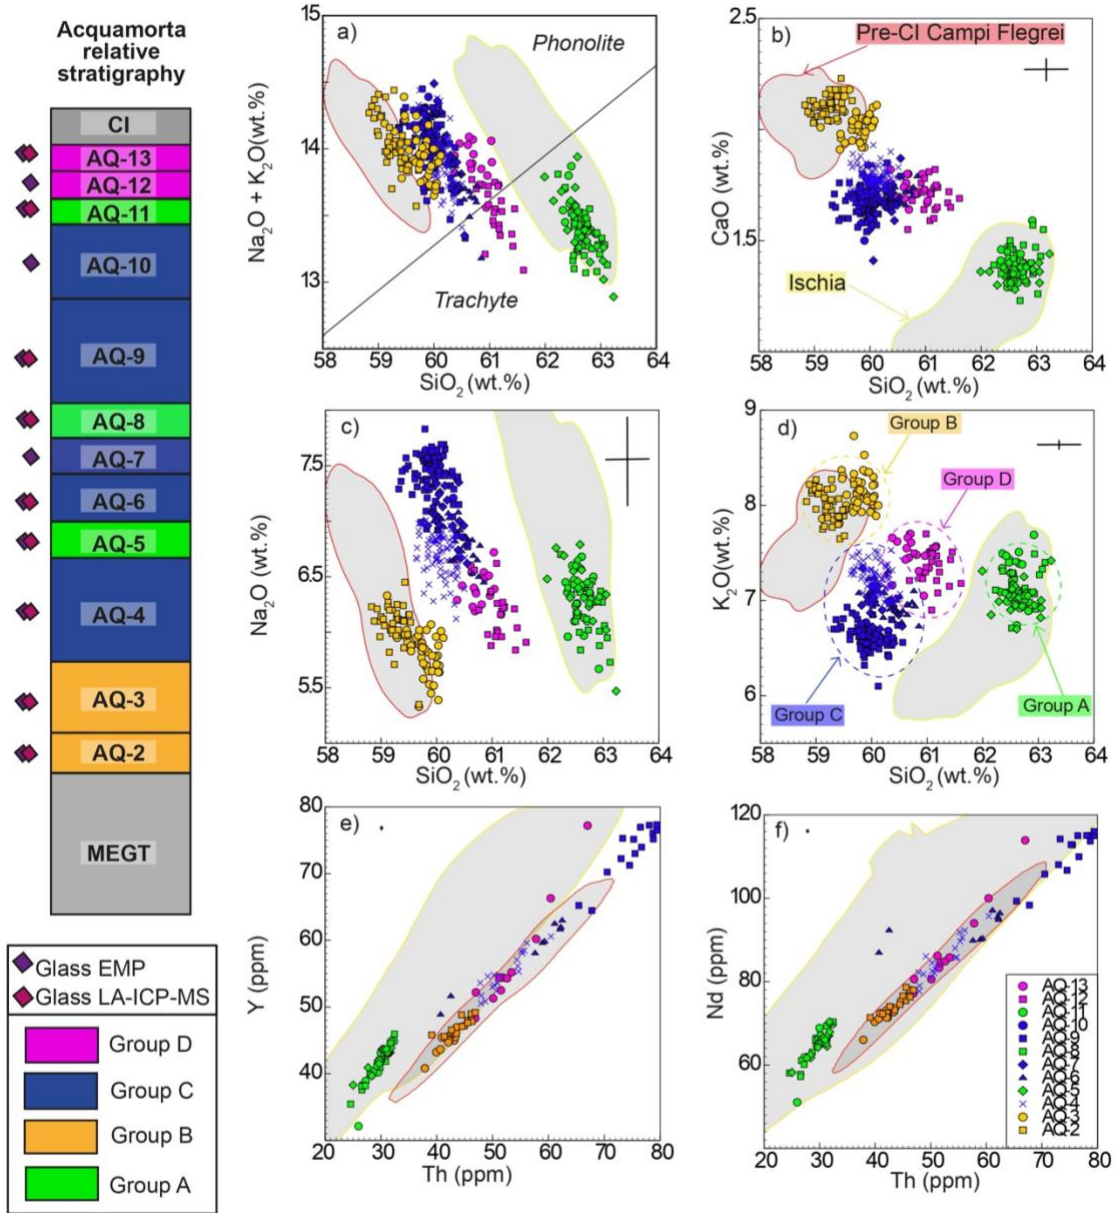 Acquamorta
relative
stratigraphy
CI
AQ-13
AQ-12
AQ-11
AQ-10
AQ-9
AQ-8
AQ-7
AQ-6
AQ-5
AQ-4
AQ-3
AQ-2
MEGT
Glass EMP
Glass LA-ICP-MS
Group D
Group C
Group B
Group A
a)
Phonolite
Trachyte
15
14
13
Na₂O + K₂O(wt.%)
58 59 60 61 62 63 64
SiO₂ (wt.%)
b)
Pre-CI Campi Flegrei
Ischia
2.5
1.5
CaO (wt.%)
58 59 60 61 62 63 64
SiO₂ (wt.%)
c)
7.5
6.5
5.5
Na₂O (wt.%)
58 59 60 61 62 63 64
SiO₂ (wt.%)
d)
Group B
Group D
Group C
Group A
9
8
7
6
K₂O (wt.%)
58 59 60 61 62 63 64
SiO₂ (wt.%)
e)
80
70
60
50
40
Y (ppm)
20 30 40 50 60 70 80
Th (ppm)
f)
120
100
80
60
Nd (ppm)
20 30 40 50 60 70 80
Th (ppm)
AQ-13
AQ-12
AQ-11
AQ-10
AQ-9
AQ-8
AQ-7
AQ-6
AQ-5
AQ-4
AQ-3
AQ-2